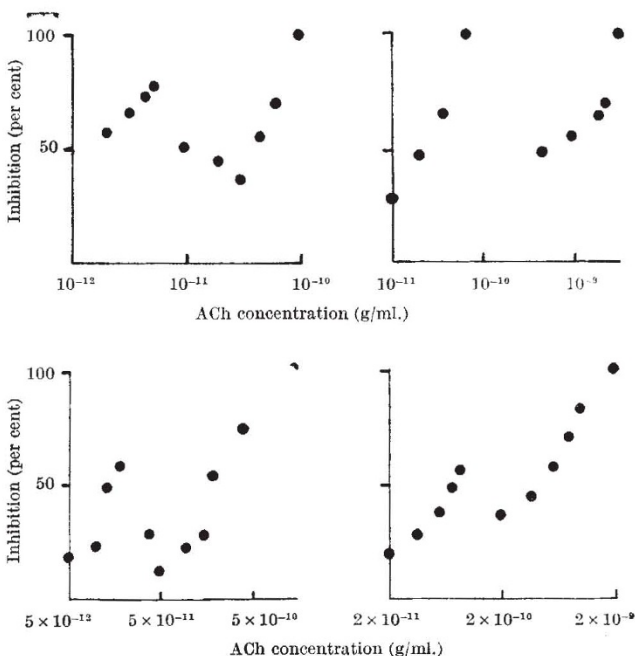 100
50
Inhibition (per cent)
10⁻¹² 10⁻¹¹ 10⁻¹⁰ 10⁻¹¹ 10⁻¹⁰ 10⁻⁹
ACh concentration (g/ml.)
100
50
Inhibition (per cent)
5 × 10⁻¹² 5 × 10⁻¹¹ 5 × 10⁻¹⁰ 2 × 10⁻¹¹ 2 × 10⁻¹⁰ 2 × 10⁻⁹
ACh concentration (g/ml.)